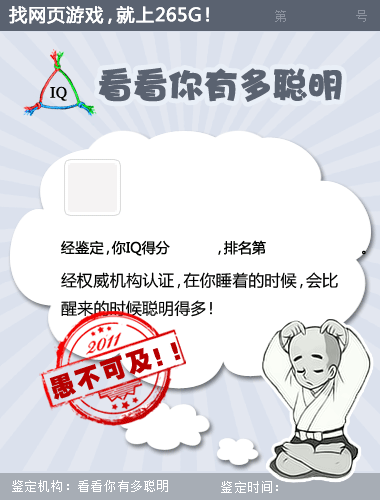 找网页游戏,就上265G!
第 号
IQ
看看你有多聪明
经鉴定,你IQ得分 ,排名第 。
经权威机构认证,在你睡着的时候,会比
醒来的时候聪明得多!
2011
愚不可及!!
鉴定机构：看看你有多聪明 鉴定时间：